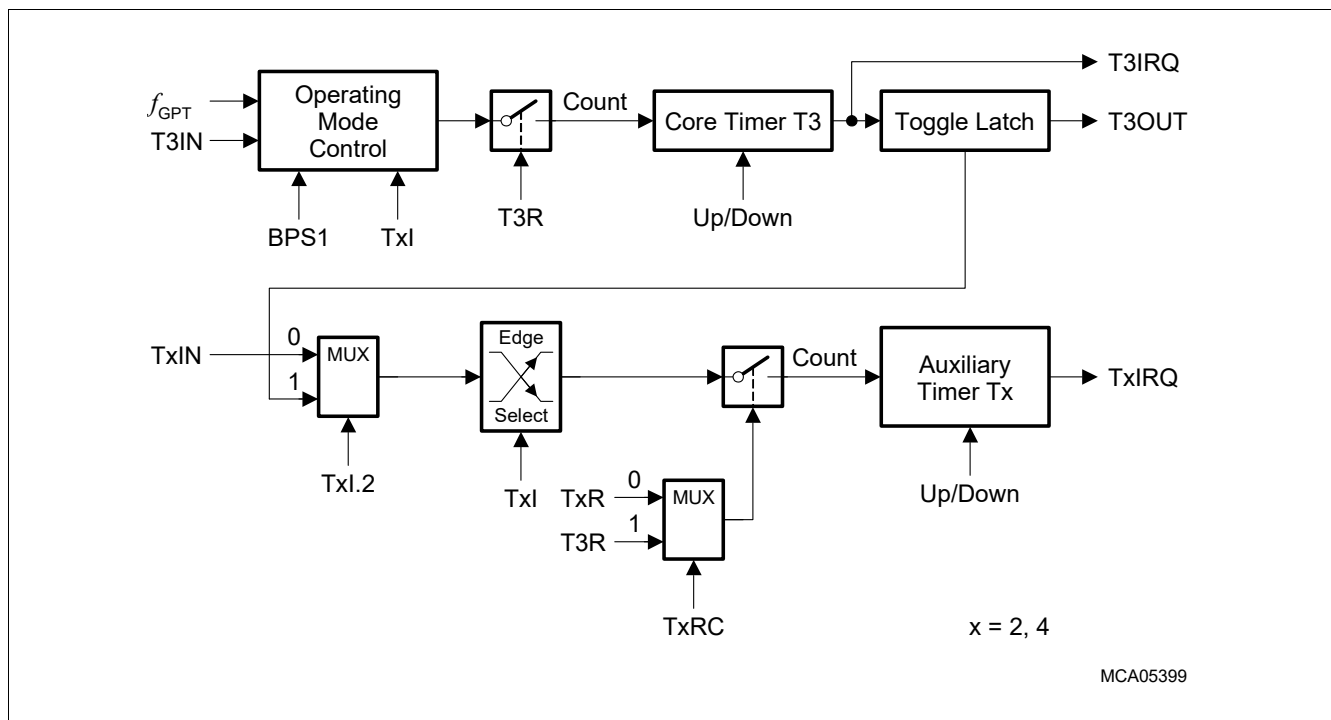 T3IRQ
f GPT
T3IN
Operating
Mode
Control
Count
Core Timer T3
Toggle Latch
T3OUT
BPS1
TxI
T3R
Up/Down
TxIN
0
1
MUX
TxI.2
Edge
Select
TxI
Count
Auxiliary
Timer Tx
TxIRQ
Up/Down
TxR
0
T3R
1
MUX
TxRC
x = 2, 4
MCA05399